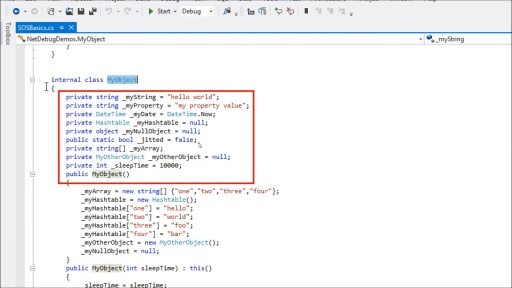 Start
Debug
SOSBasics.cs
Toolbox
NetDebugDemos.MyObject
_myString
}
}
internal class MyObject
{
private string _myString = "hello world";
private string _myProperty = "my property value";
private DateTime _myDate = DateTime.Now;
private Hashtable _myHashtable = null;
private object _myNullObject = null;
public static bool _jitted = false;
private string[] _myArray;
private MyOtherObject _myOtherObject = null;
private int _sleepTime = 10000;
public MyObject()
{
_myArray = new string[] {"one","two","three","four"};
_myHashtable = new Hashtable();
_myHashtable["one"] = "hello";
_myHashtable["two"] = "world";
_myHashtable["three"] = "foo";
_myHashtable["four"] = "bar";
_myOtherObject = new MyOtherObject();
_myNullObject = null;
}
public MyObject(int sleepTime) : this()
{
_sleepTime = sleepTime;